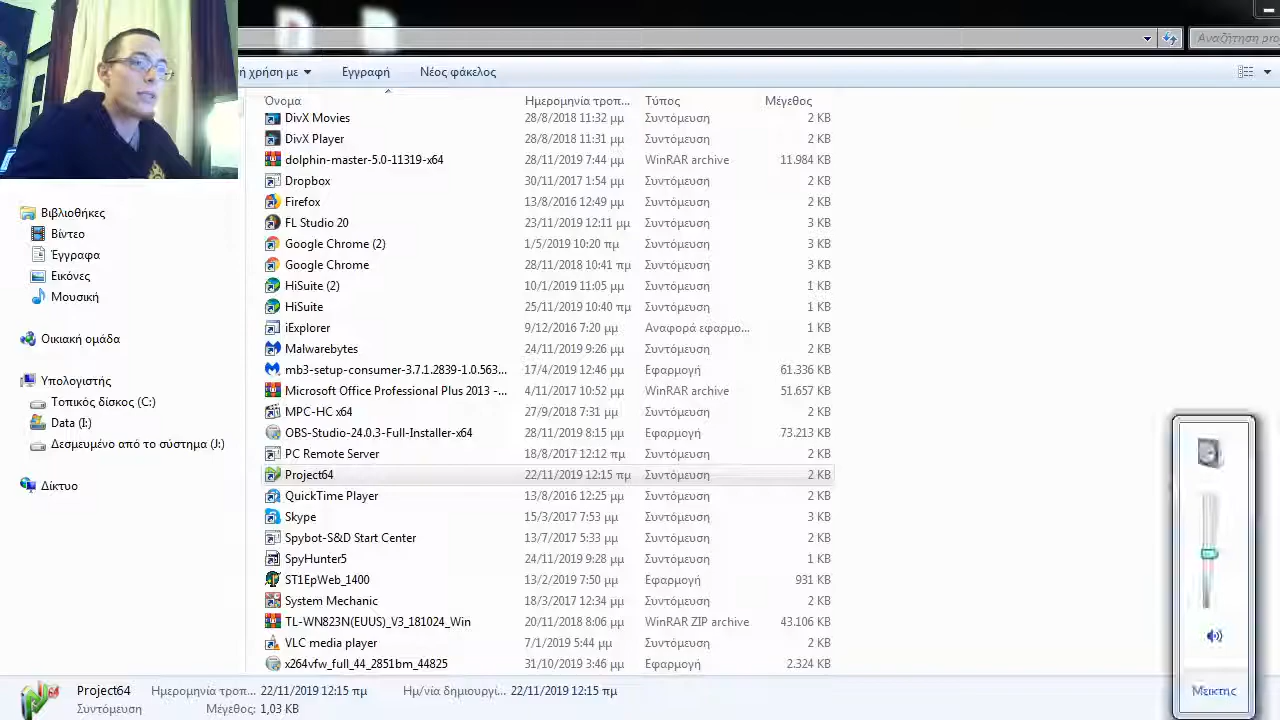 Αναζήτηση pro
ή χρήση με
Εγγραφή
Νέος φάκελος
Όνομα Ημερομηνία τροπ... Τύπος Μέγεθος
DivX Movies 28/8/2018 11:32 μμ Συντόμευση 2 KB
DivX Player 28/8/2018 11:31 μμ Συντόμευση 2 KB
dolphin-master-5.0-11319-x64 28/11/2019 7:44 μμ WinRAR archive 11.984 KB
Dropbox 30/11/2017 1:54 μμ Συντόμευση 2 KB
Firefox 13/8/2016 12:49 μμ Συντόμευση 2 KB
FL Studio 20 23/11/2019 12:11 μμ Συντόμευση 3 KB
Google Chrome (2) 1/5/2019 10:20 πμ Συντόμευση 3 KB
Google Chrome 28/11/2018 10:41 πμ Συντόμευση 3 KB
HiSuite (2) 10/1/2019 11:05 μμ Συντόμευση 1 KB
HiSuite 25/11/2019 10:40 πμ Συντόμευση 1 KB
iExplorer 9/12/2016 7:20 μμ Αναφορά εφαρμο... 1 KB
Malwarebytes 24/11/2019 9:26 μμ Συντόμευση 2 KB
mb3-setup-consumer-3.7.1.2839-1.0.563... 17/4/2019 12:46 μμ Εφαρμογή 61.336 KB
Microsoft Office Professional Plus 2013 -... 4/11/2017 10:52 μμ WinRAR archive 51.657 KB
MPC-HC x64 27/9/2018 7:31 μμ Συντόμευση 2 KB
OBS-Studio-24.0.3-Full-Installer-x64 28/11/2019 8:15 μμ Εφαρμογή 73.213 KB
PC Remote Server 18/8/2017 12:12 πμ Συντόμευση 2 KB
Project64 22/11/2019 12:15 πμ Συντόμευση 2 KB
QuickTime Player 13/8/2016 12:25 μμ Συντόμευση 2 KB
Skype 15/3/2017 7:53 μμ Συντόμευση 3 KB
Spybot-S&D Start Center 13/7/2017 5:33 μμ Συντόμευση 2 KB
SpyHunter5 24/11/2019 9:28 μμ Συντόμευση 1 KB
ST1EpWeb_1400 13/2/2019 7:50 μμ Εφαρμογή 931 KB
System Mechanic 18/3/2017 12:34 μμ Συντόμευση 2 KB
TL-WN823N(EUUS)_V3_181024_Win 20/11/2018 8:06 μμ WinRAR ZIP archive 43.106 KB
VLC media player 7/1/2019 5:44 μμ Συντόμευση 2 KB
x264vfw_full_44_2851bm_44825 31/10/2019 3:46 μμ Εφαρμογή 2.324 KB
Βιβλιοθήκες
Βίντεο
Έγγραφα
Εικόνες
Μουσική
Οικιακή ομάδα
Υπολογιστής
Τοπικός δίσκος (C:)
Data (I:)
Δεσμευμένο από το σύστημα (J:)
Δίκτυο
Μείκτης
Project64 Ημερομηνία τροπ... 22/11/2019 12:15 πμ Ημ/νία δημιουργί... 22/11/2019 12:15 πμ
Συντόμευση Μέγεθος: 1,03 KB